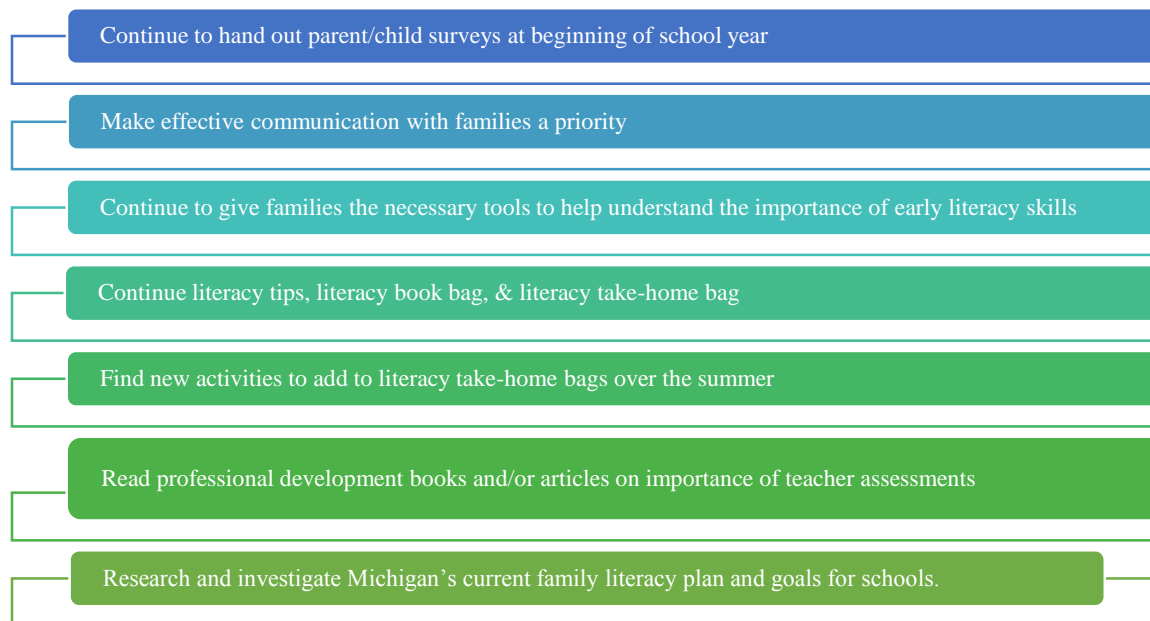 Continue to hand out parent/child surveys at beginning of school year
Make effective communication with families a priority
Continue to give families the necessary tools to help understand the importance of early literacy skills
Continue literacy tips, literacy book bag, & literacy take-home bag
Find new activities to add to literacy take-home bags over the summer
Read professional development books and/or articles on importance of teacher assessments
Research and investigate Michigan’s current family literacy plan and goals for schools.